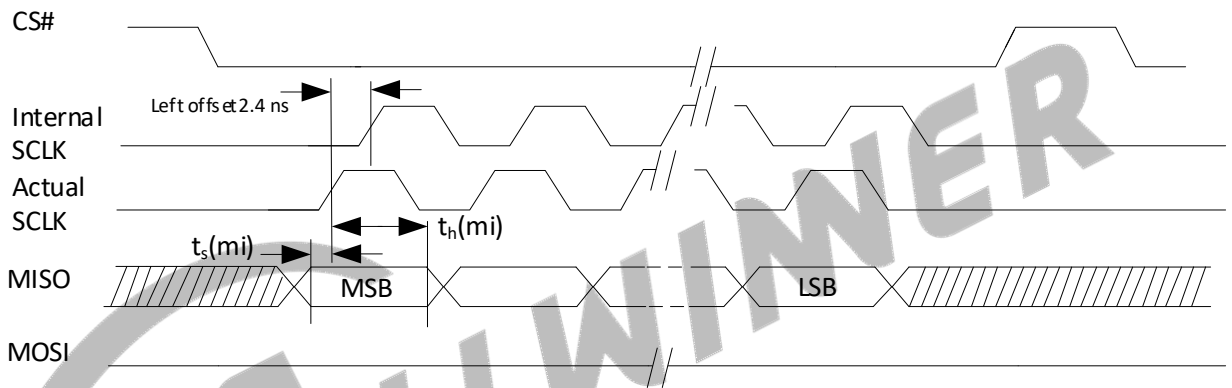 CS#
Left offset 2.4 ns
Internal
SCLK
Actual
SCLK
ts(mi)
th(mi)
MISO
MSB
LSB
MOSI
ALLWINNER